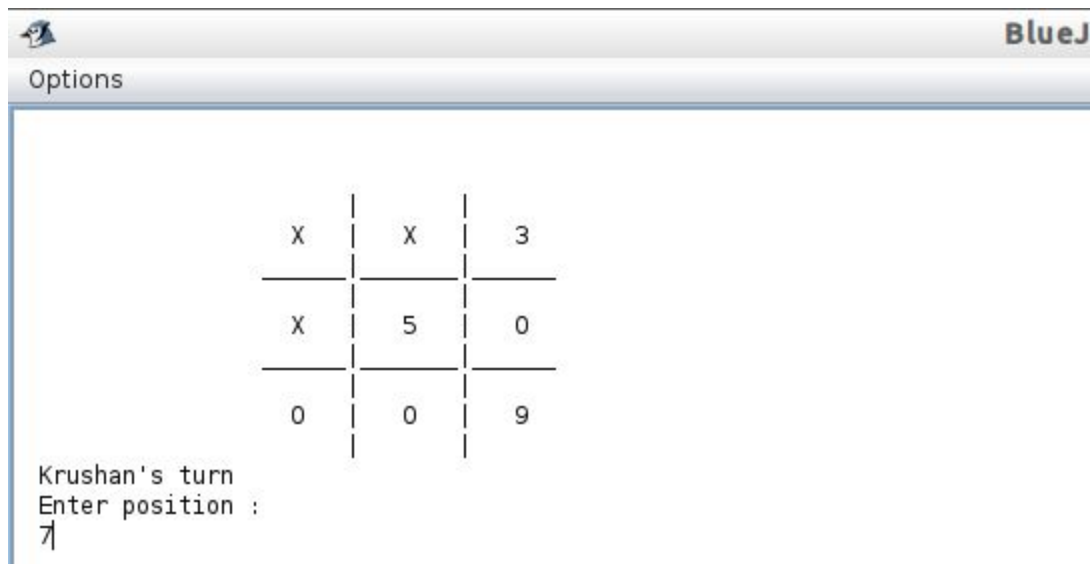 BlueJ
Options
X | X | 3
X | 5 | 0
0 | 0 | 9
Krushan's turn
Enter position :
7